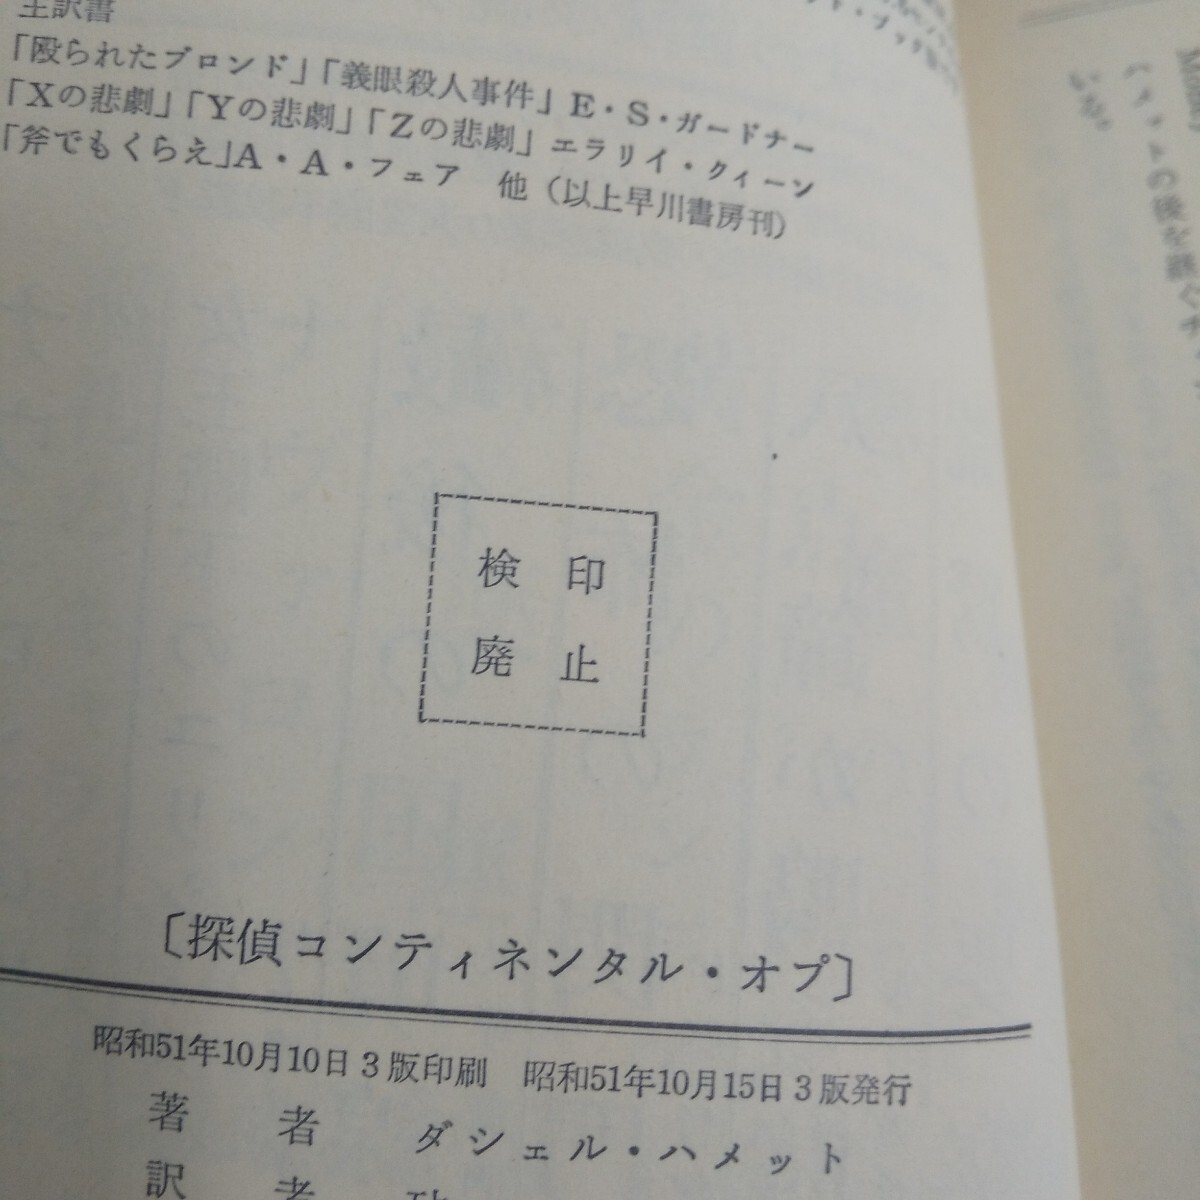 主訳書
「殴られたブロンド」「義眼殺人事件」E・S・ガードナー
「Xの悲劇」「Yの悲劇」「Zの悲劇」エラリイ・クィーン
「斧でもくらえ」A・A・フェア 他（以上早川書房刊）
検印
廃止
〔探偵コンティネンタル・オプ〕
昭和51年10月10日3版印刷 昭和51年10月15日3版発行
著者 ダシェル・ハメット
訳者
ハメットの後を継ぐ
いる。